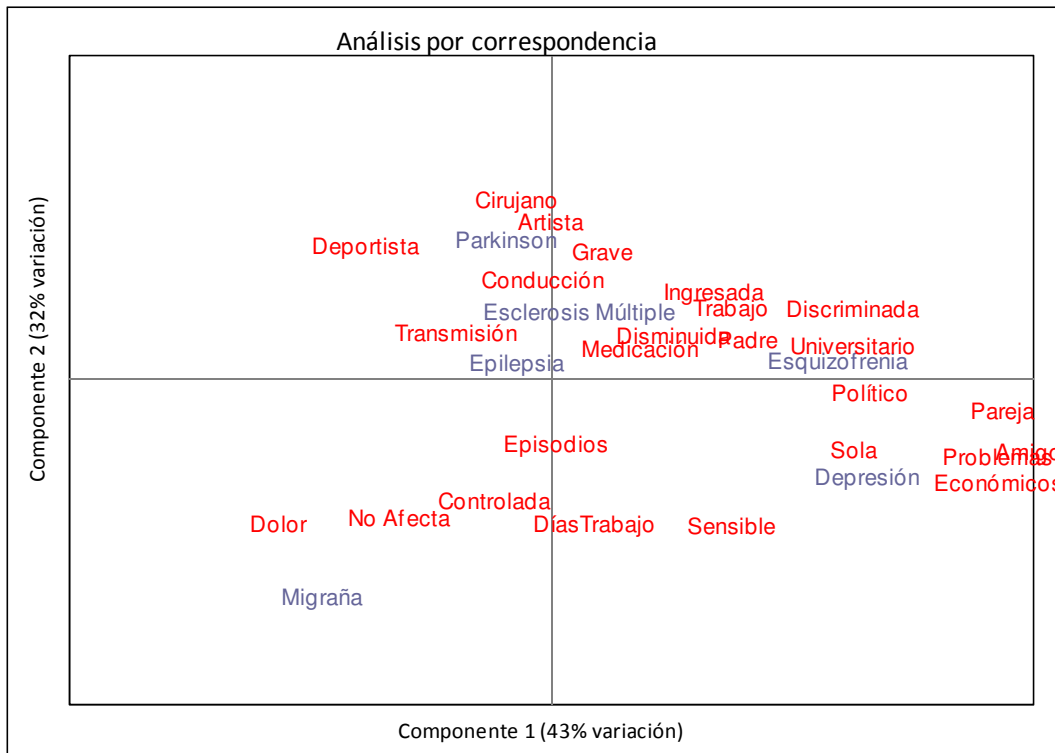 Análisis por correspondencia
Cirujano
Artista
Parkinson
Deportista
Grave
Conducción
Ingresada
Trabajo
Discriminada
Esclerosis Múltiple
Transmisión
Disminuida
Padre
Medicación
Universitario
Epilepsia
Esquizofrenia
Político
Pareja
Episodios
Sola
Amigo
Problemas
Económicos
Depresión
Controlada
Dolor
No Afecta
DíasTrabajo
Sensible
Migraña
Componente 2 (32% variación)
Componente 1 (43% variación)